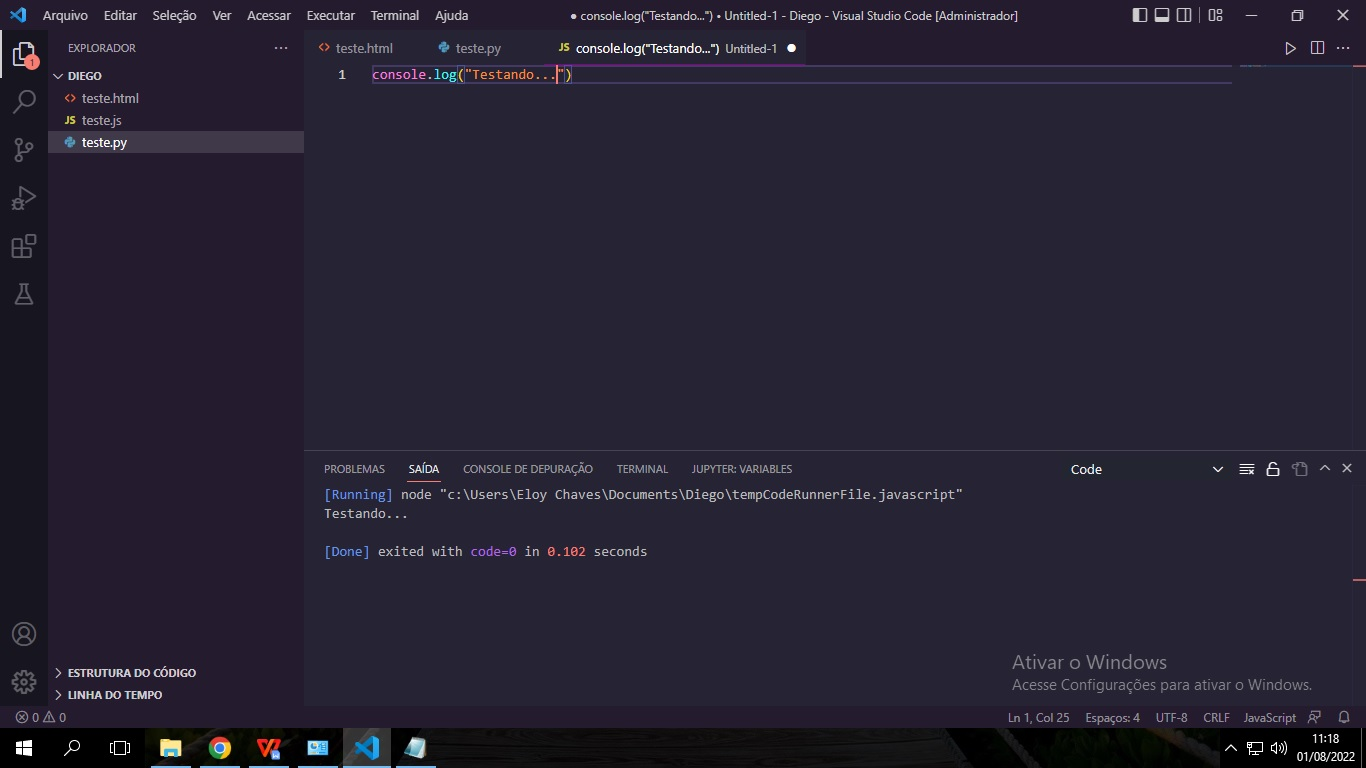 Arquivo Editar Seleção Ver Acessar Executar Terminal Ajuda ● console.log("Testando...") • Untitled-1 - Diego - Visual Studio Code [Administrador]
EXPLORADOR ···
teste.html teste.py JS console.log("Testando...") Untitled-1 ●
1
DIEGO
teste.html
JS teste.js
teste.py
1 console.log("Testando...")
PROBLEMAS SAÍDA CONSOLE DE DEPURAÇÃO TERMINAL JUPYTER: VARIABLES Code
[Running] node "c:\Users\Eloy Chaves\Documents\Diego\tempCodeRunnerFile.javascript"
Testando...
[Done] exited with code=0 in 0.102 seconds
ESTRUTURA DO CÓDIGO
LINHA DO TEMPO
Ativar o Windows
Acesse Configurações para ativar o Windows.
0 0 Ln 1, Col 25 Espaços: 4 UTF-8 CRLF JavaScript
W
11:18
01/08/2022